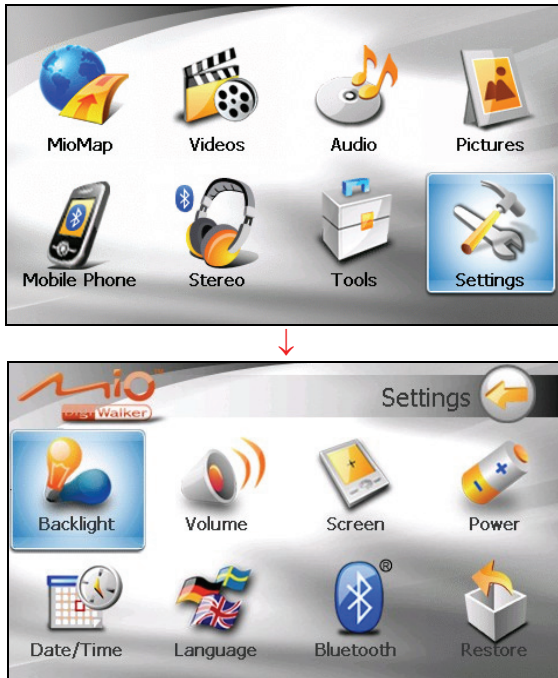 MioMap Videos Audio Pictures
Mobile Phone Stereo Tools Settings
Mio
DigiWalker
Settings
Backlight Volume Screen Power
Date/Time Language Bluetooth ® Restore